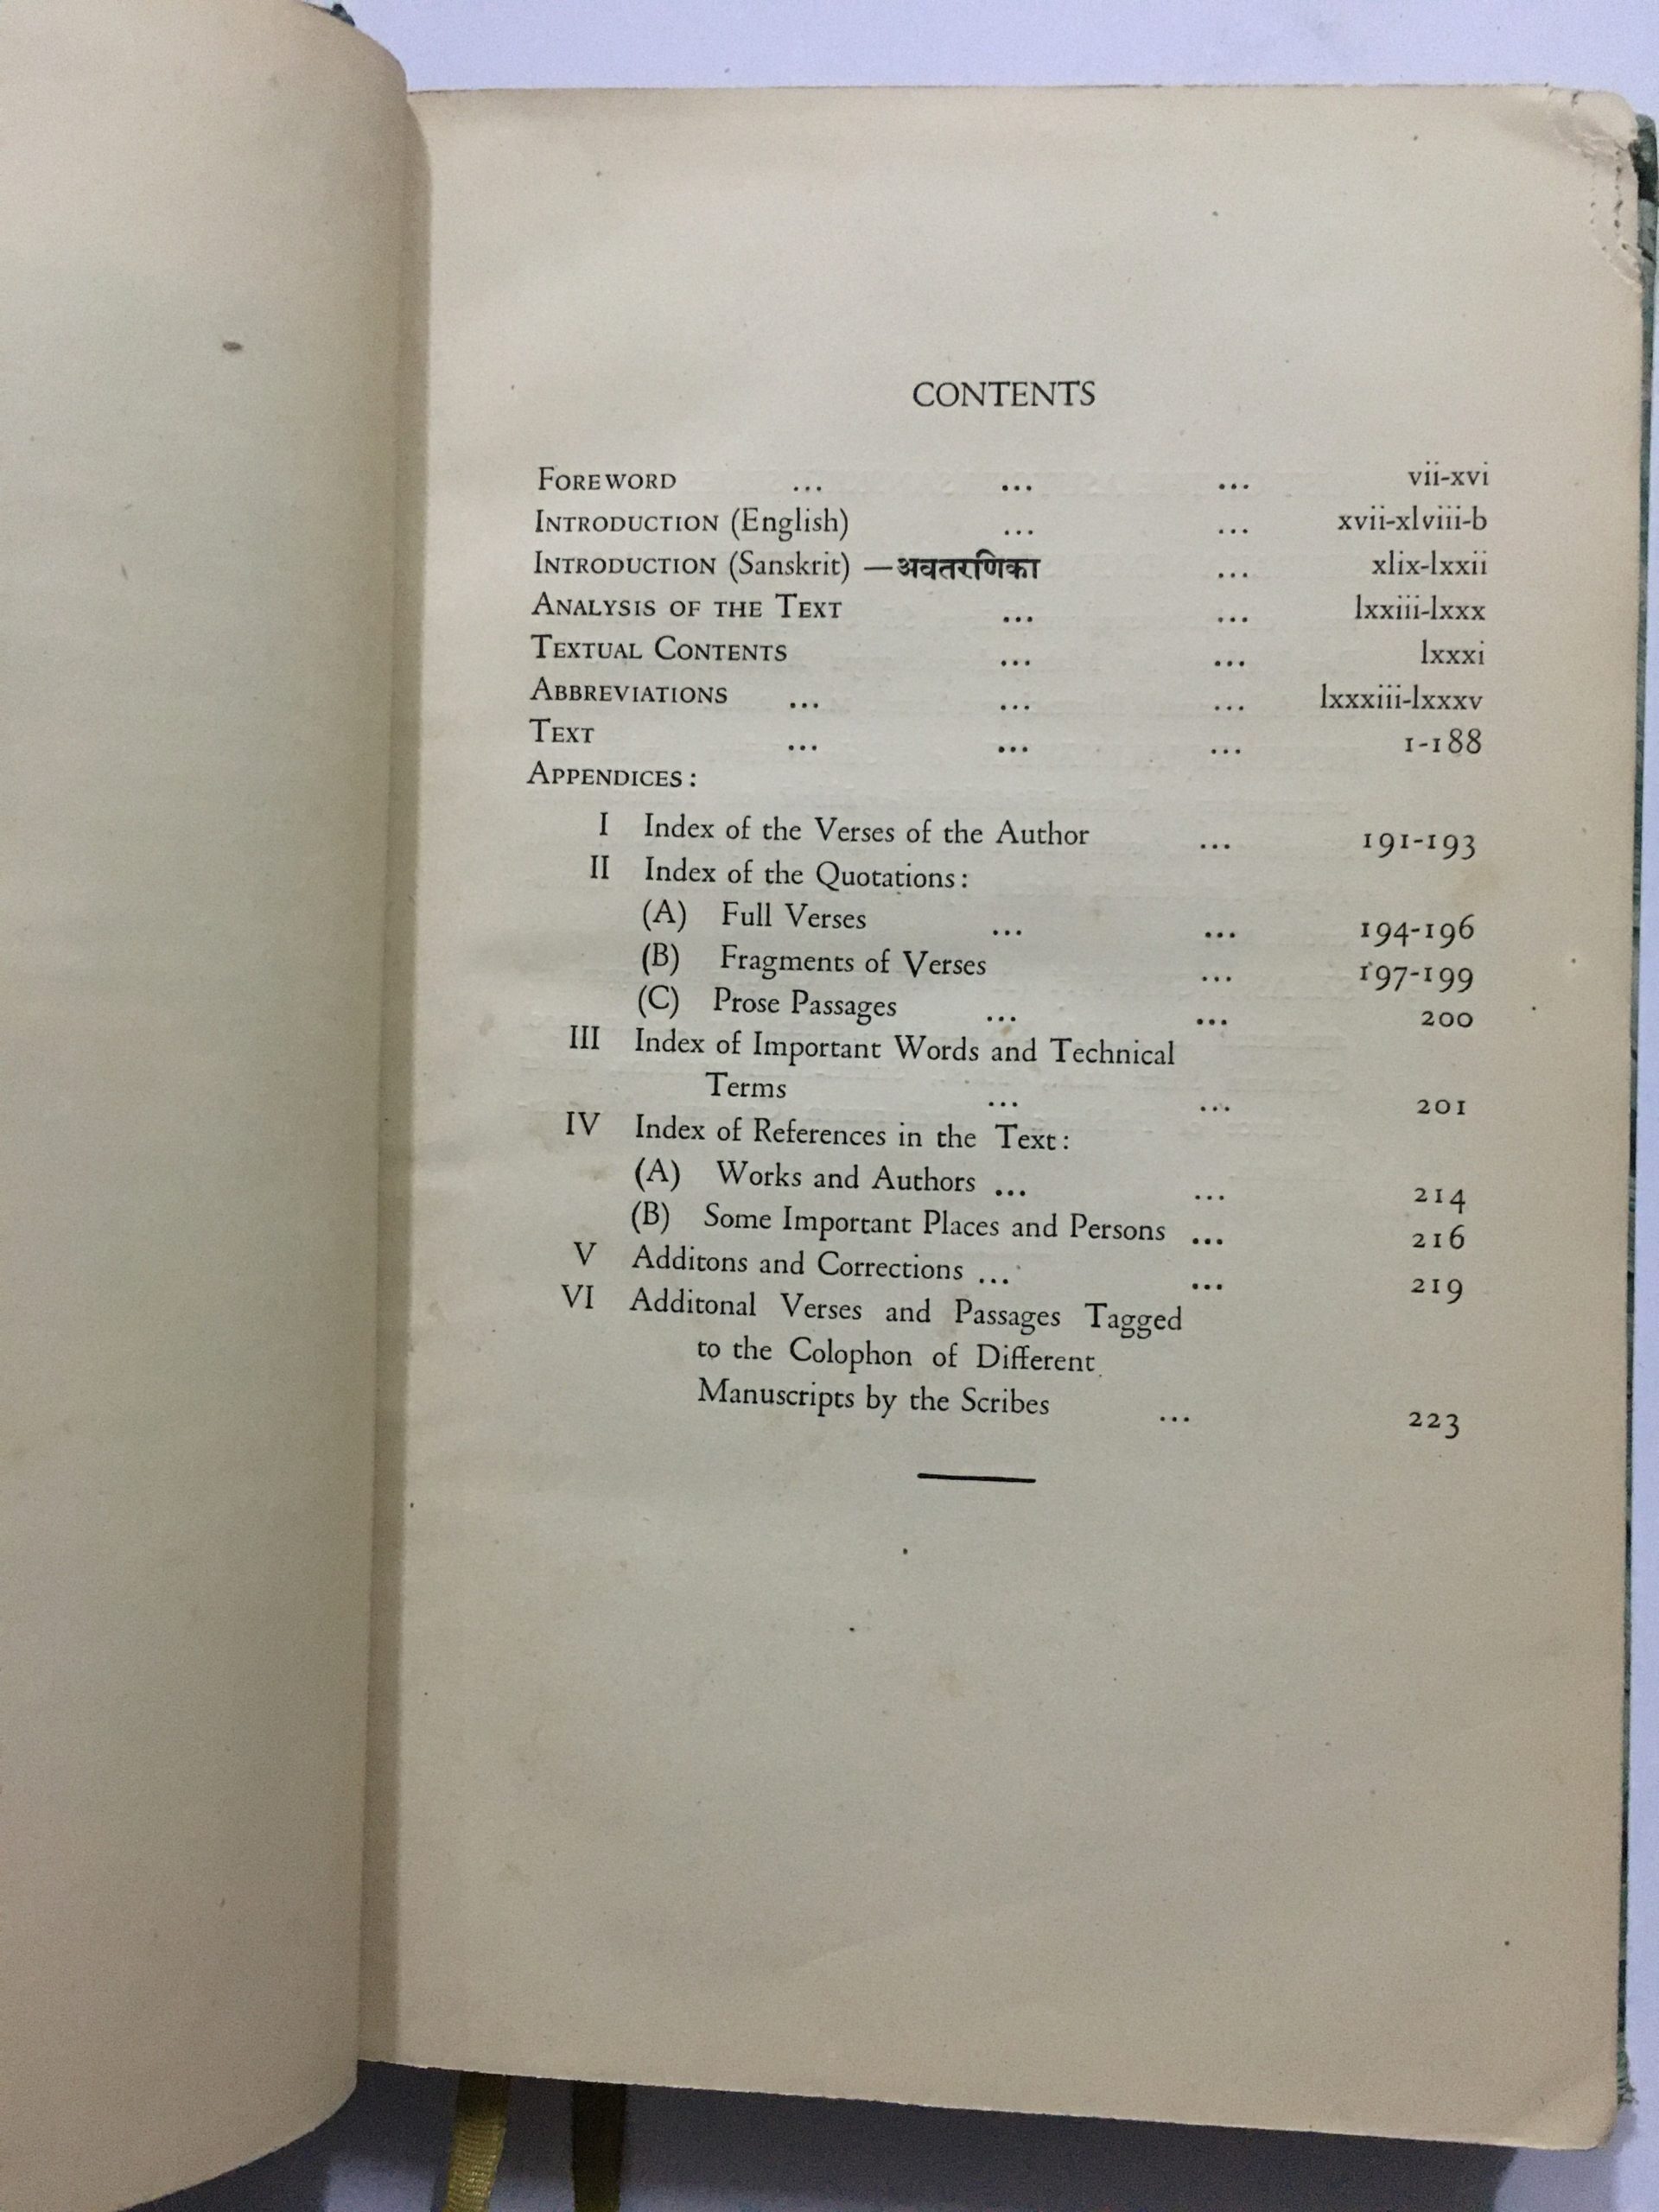 CONTENTS
FOREWORD ... ... ... vii-xvi
INTRODUCTION (English) ... ... xvii-xlviii-b
INTRODUCTION (Sanskrit) —अवतरणिका ... xlix-lxxii
ANALYSIS OF THE TEXT ... ... lxxiii-lxxx
TEXTUAL CONTENTS ... ... lxxxi
ABBREVIATIONS ... ... ... lxxxiii-lxxxv
TEXT ... ... ... 1-188
APPENDICES:
I Index of the Verses of the Author ... 191-193
II Index of the Quotations:
(A) Full Verses ... ... 194-196
(B) Fragments of Verses ... 197-199
(C) Prose Passages ... ... 200
III Index of Important Words and Technical
Terms ... ... 201
IV Index of References in the Text:
(A) Works and Authors ... ... 214
(B) Some Important Places and Persons ... 216
V Additons and Corrections ... ... 219
VI Additonal Verses and Passages Tagged
to the Colophon of Different
Manuscripts by the Scribes ... 223